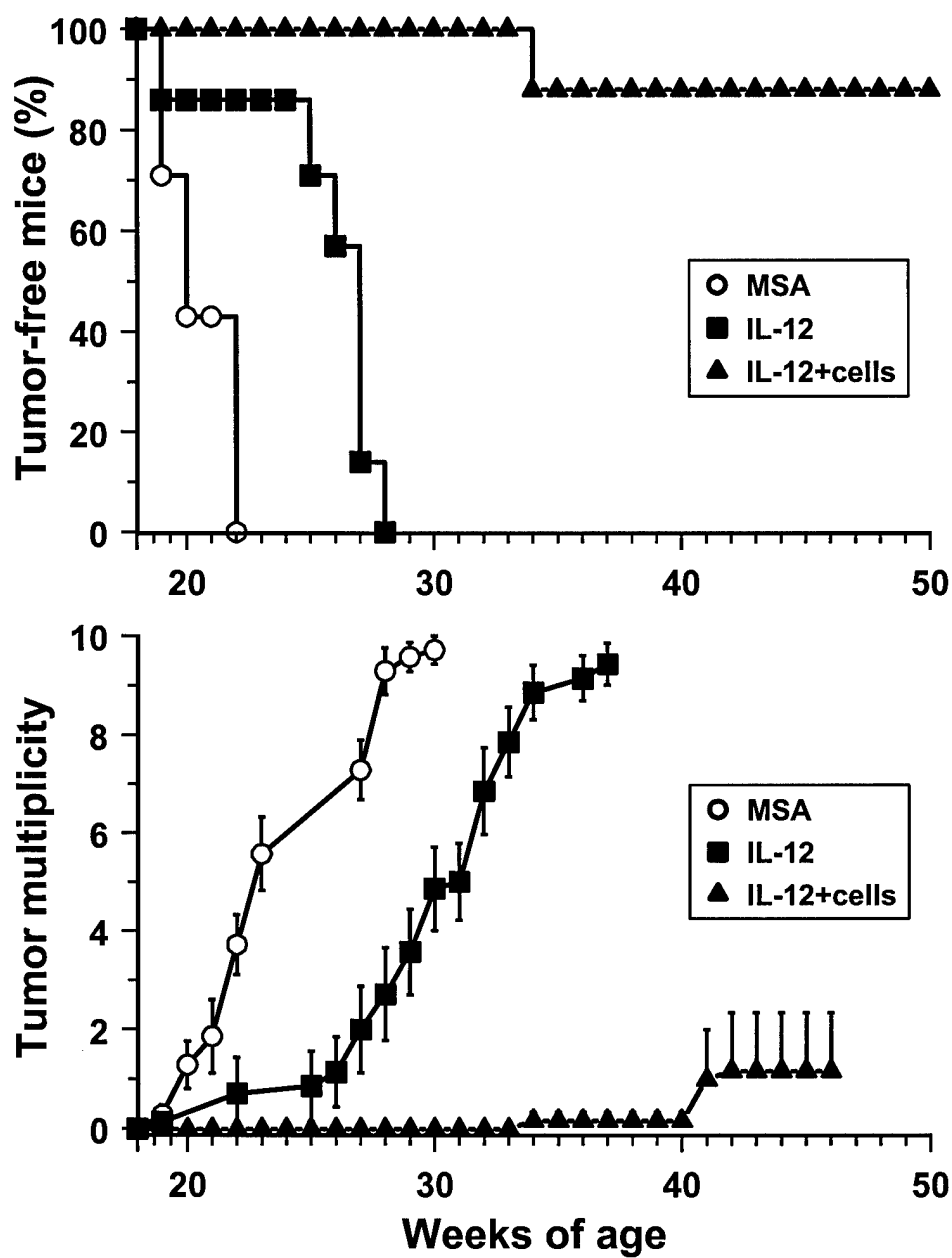 Tumor-free mice (%)
100
80
60
40
20
0
MSA
IL-12
IL-12+cells
20 30 40 50
Tumor multiplicity
10
8
6
4
2
0
MSA
IL-12
IL-12+cells
20 30 40 50
Weeks of age